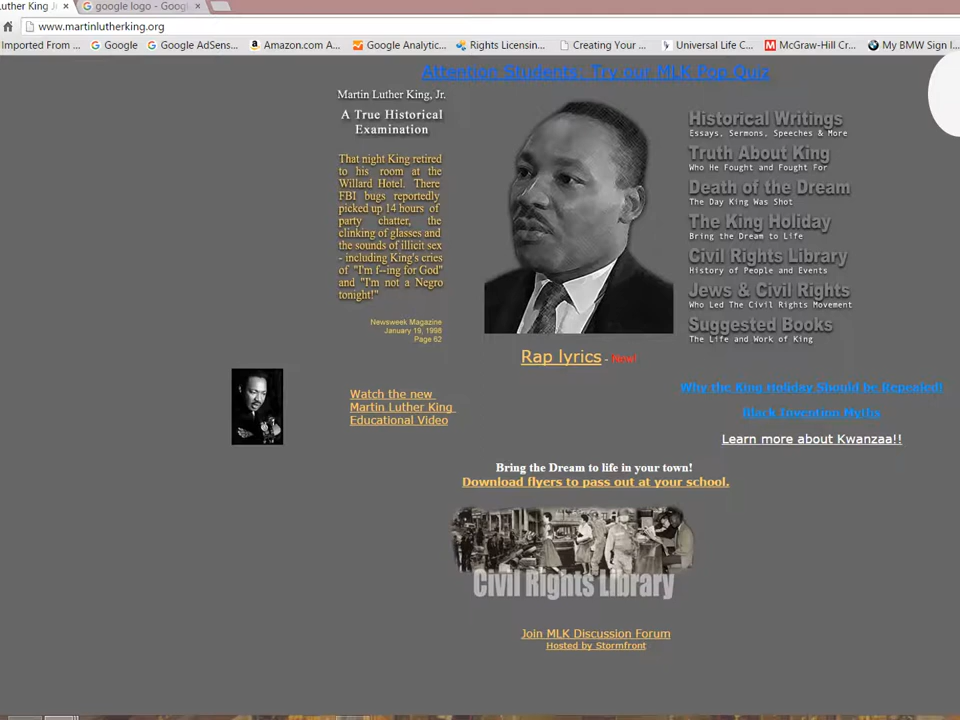 Luther King J
google logo - Goog
www.martinlutherking.org
Imported From ...
Google
Google AdSens...
Amazon.com A...
Google Analytic...
Rights Licensin...
Creating Your ...
Universal Life C...
McGraw-Hill Cr...
My BMW Sign I
Attention Students: Try our MLK Pop Quiz
Martin Luther King, Jr.
A True Historical
Examination
That night King retired
to his room at the
Willard Hotel. There
FBI bugs reportedly
picked up 14 hours of
party chatter, the
clinking of glasses and
the sounds of illicit sex
- including King's cries
of "I'm f--ing for God"
and "I'm not a Negro
tonight!"
Newsweek Magazine
January 19, 1998
Page 62
Historical Writings
Essays, Sermons, Speeches & More
Truth About King
Who He Fought and Fought For
Death of the Dream
The Day King Was Shot
The King Holiday
Bring the Dream to Life
Civil Rights Library
History of People and Events
Jews & Civil Rights
Who Led The Civil Rights Movement
Suggested Books
The Life and Work of King
Rap lyrics - Now!
Watch the new
Martin Luther King
Educational Video
Why the King Holiday Should be Repealed!
Black Invention Myths
Learn more about Kwanzaa!!
Bring the Dream to life in your town!
Download flyers to pass out at your school.
Civil Rights Library
Join MLK Discussion Forum
Hosted by Stormfront